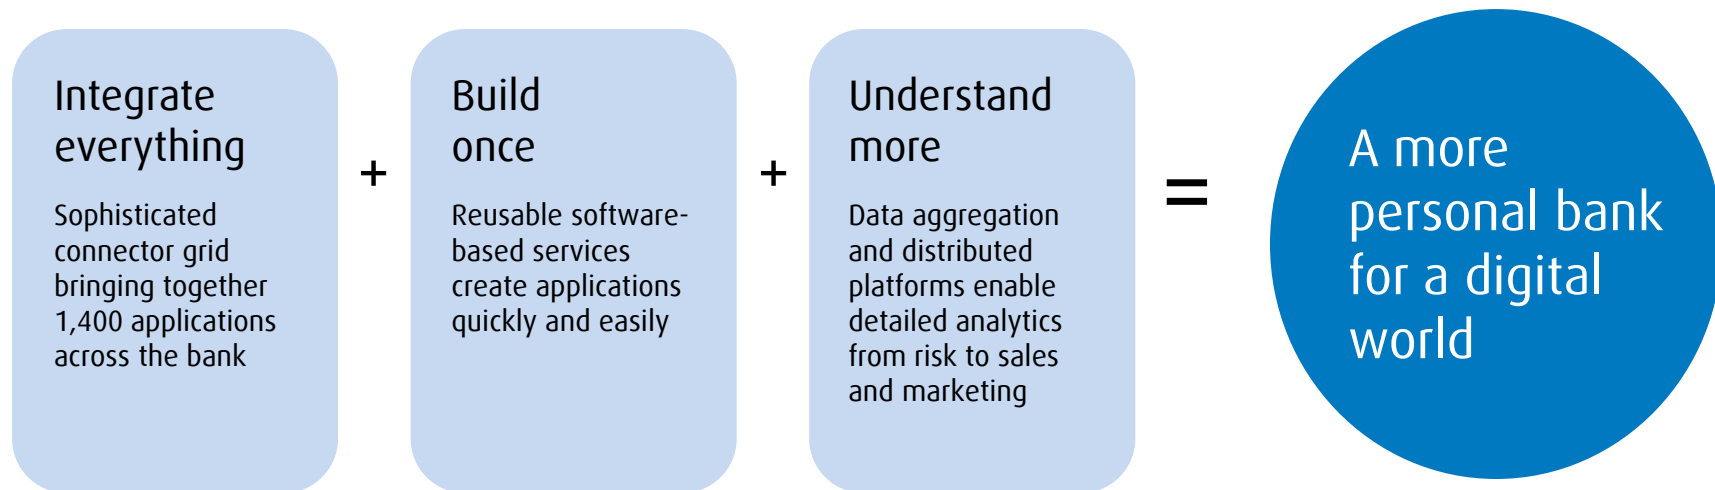 Integrate
everything
Sophisticated
connector grid
bringing together
1,400 applications
across the bank
+
Build
once
Reusable software-
based services
create applications
quickly and easily
+
Understand
more
Data aggregation
and distributed
platforms enable
detailed analytics
from risk to sales
and marketing
=
A more
personal bank
for a digital
world